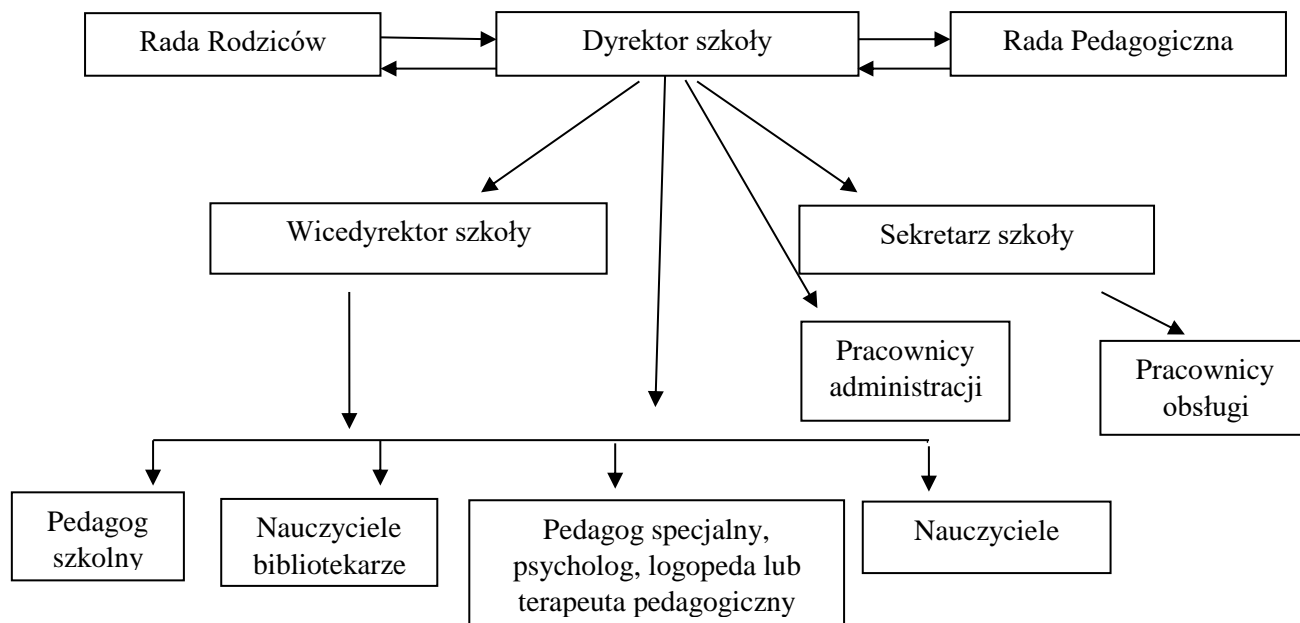 Rada Rodziców
Dyrektor szkoły
Rada Pedagogiczna
Wicedyrektor szkoły
Sekretarz szkoły
Pracownicy
administracji
Pracownicy
obsługi
Pedagog
szkolny
Nauczyciele
bibliotekarze
Pedagog specjalny,
psycholog, logopeda lub
terapeuta pedagogiczny
Nauczyciele